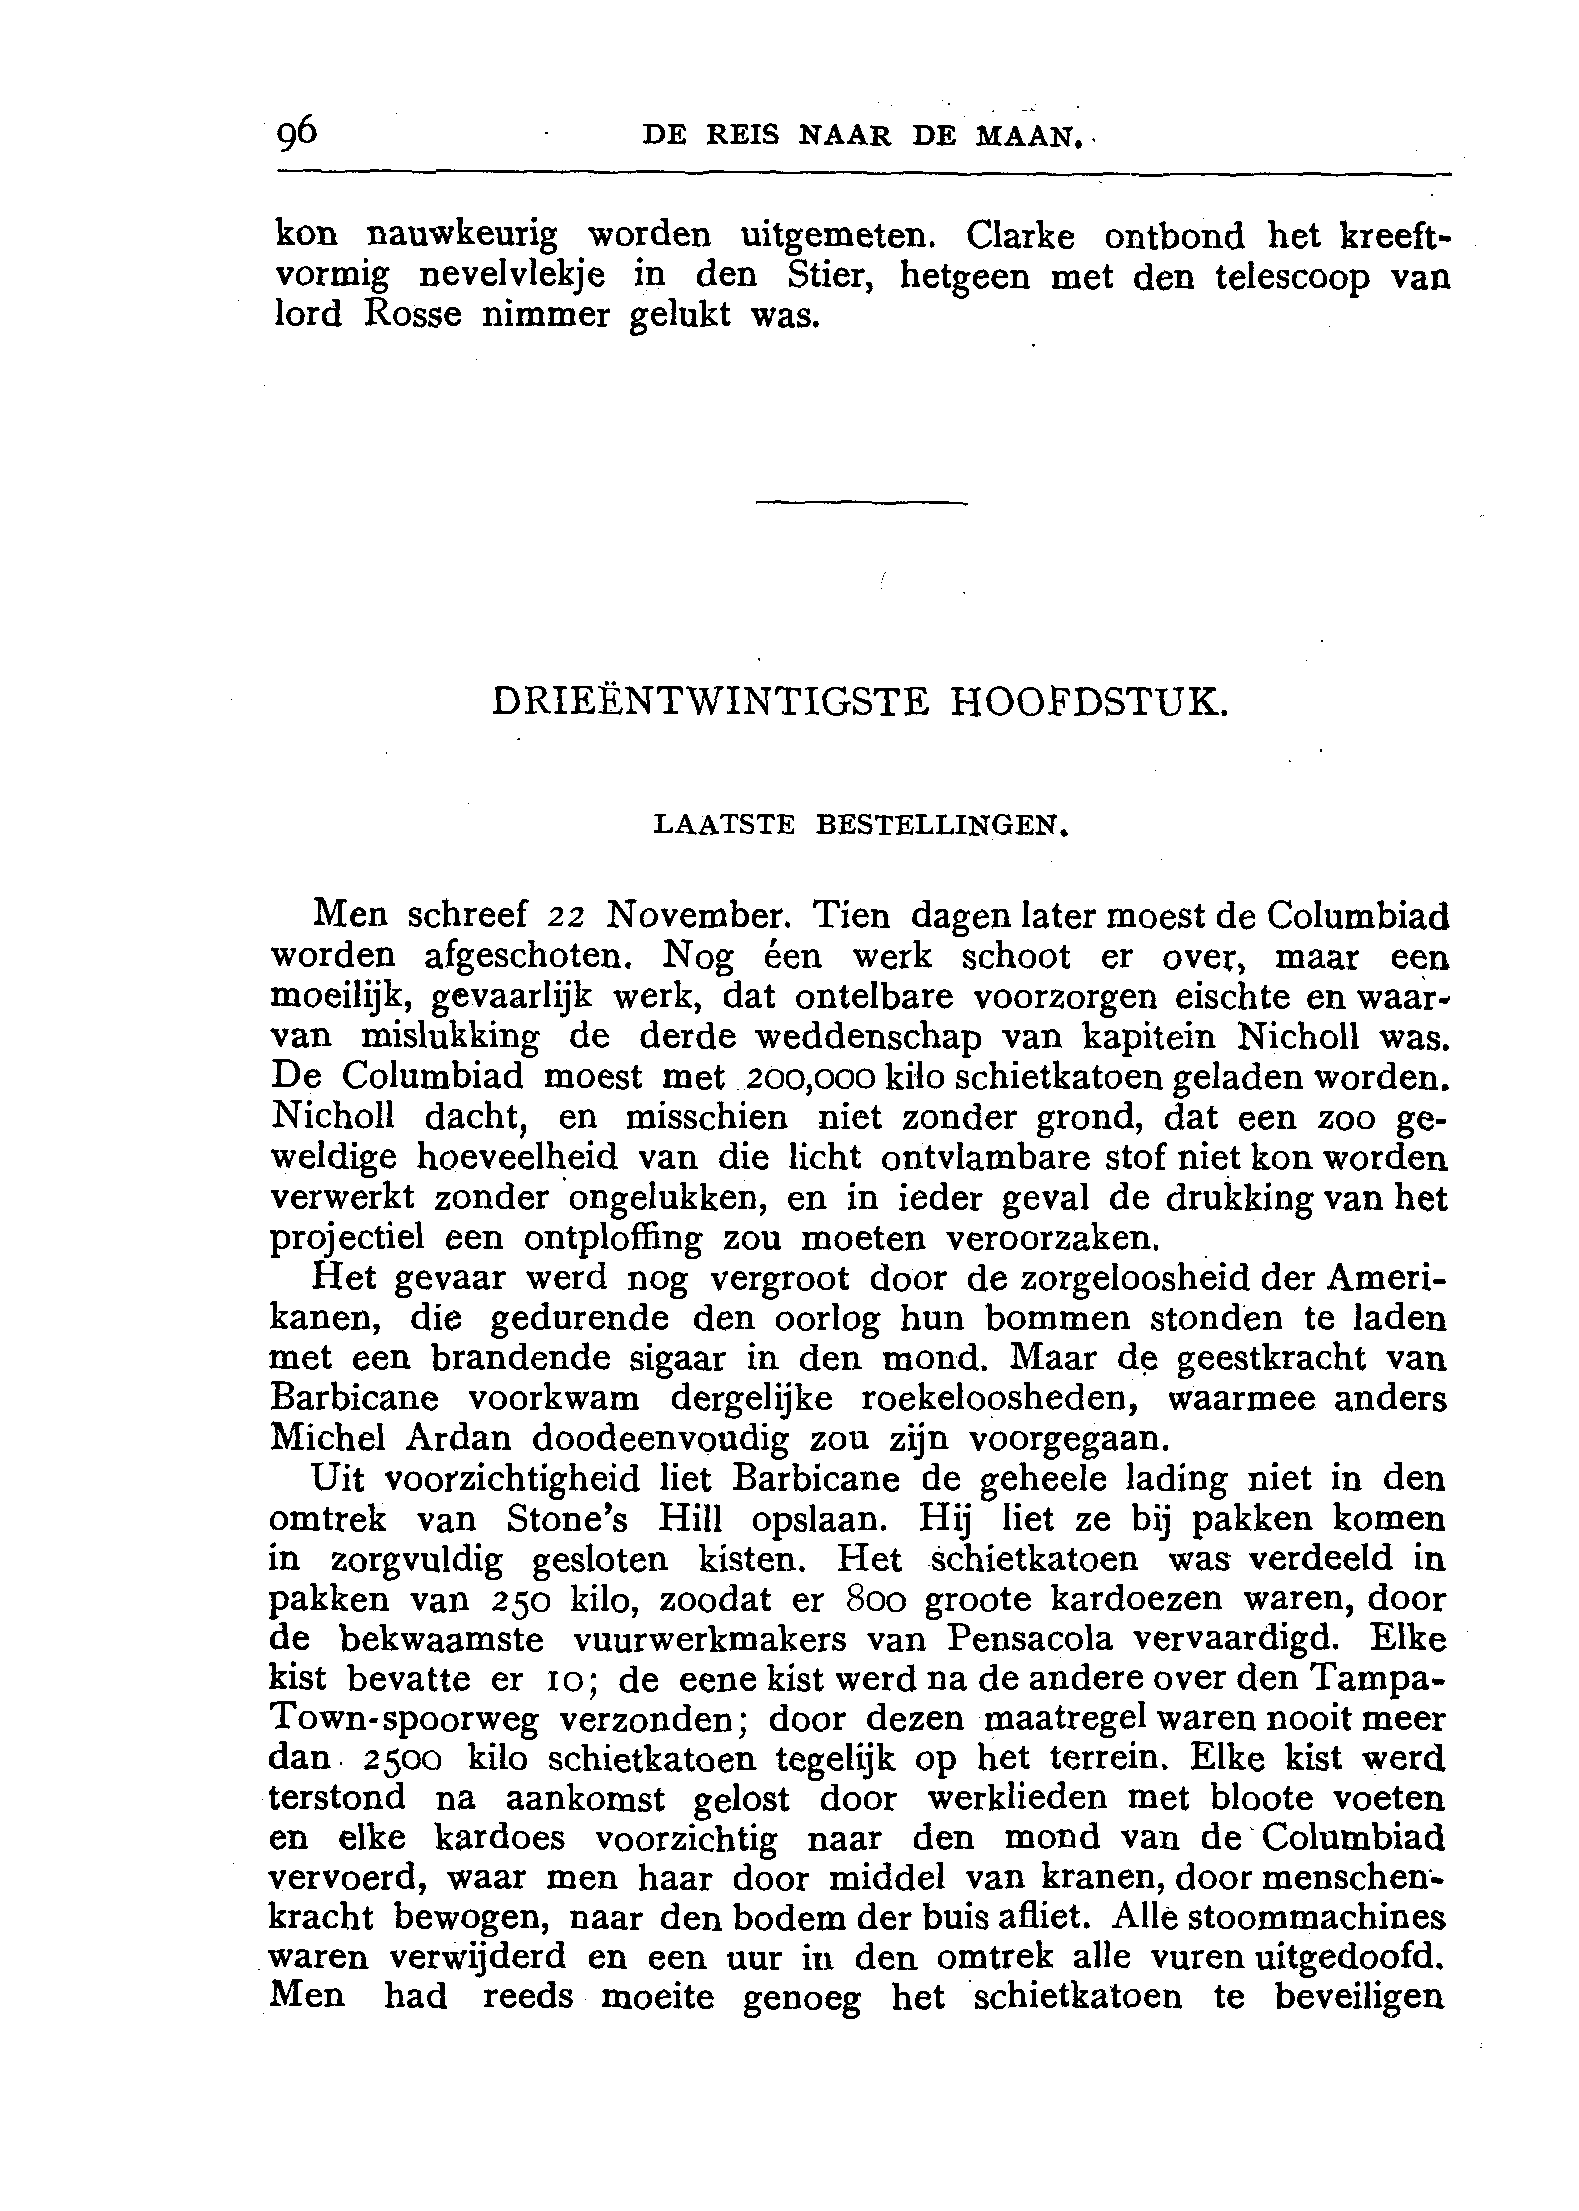 96 DE REIS NAAR DE MAAN.
kon nauwkeurig worden uitgemeten. Clarke ontbond het kreeft-
vormig nevelvlekje in den Stier, hetgeen met den telescoop van
lord Rosse nimmer gelukt was.
DRIEËNTWINTIGSTE HOOFDSTUK.
LAATSTE BESTELLINGEN.
Men schreef 22 November. Tien dagen later moest de Columbiad
worden afgeschoten. Nog éen werk schoot er over, maar een
moeilijk, gevaarlijk werk, dat ontelbare voorzorgen eischte en waar-
van mislukking de derde weddenschap van kapitein Nicholl was.
De Columbiad moest met 200,000 kilo schietkatoen geladen worden.
Nicholl dacht, en misschien niet zonder grond, dat een zoo ge-
weldige hoeveelheid van die licht ontvlambare stof niet kon worden
verwerkt zonder ongelukken, en in ieder geval de drukking van het
projectiel een ontploffing zou moeten veroorzaken.
Het gevaar werd nog vergroot door de zorgeloosheid der Ameri-
kanen, die gedurende den oorlog hun bommen stonden te laden
met een brandende sigaar in den mond. Maar de geestkracht van
Barbicane voorkwam dergelijke roekeloosheden, waarmee anders
Michel Ardan doodeenvoudig zou zijn voorgegaan.
Uit voorzichtigheid liet Barbicane de geheele lading niet in den
omtrek van Stone's Hill opslaan. Hij liet ze bij pakken komen
in zorgvuldig gesloten kisten. Het schietkatoen was verdeeld in
pakken van 250 kilo, zoodat er 800 groote kardoezen waren, door
de bekwaamste vuurwerkmakers van Pensacola vervaardigd. Elke
kist bevatte er 10; de eene kist werd na de andere over den Tampa-
Town-spoorweg verzonden; door dezen maatregel waren nooit meer
dan 2500 kilo schietkatoen tegelijk op het terrein. Elke kist werd
terstond na aankomst gelost door werklieden met bloote voeten
en elke kardoes voorzichtig naar den mond van de Columbiad
vervoerd, waar men haar door middel van kranen, door menschen-
kracht bewogen, naar den bodem der buis afliet. Alle stoommachines
waren verwijderd en een uur in den omtrek alle vuren uitgedoofd.
Men had reeds moeite genoeg het schietkatoen te beveiligen